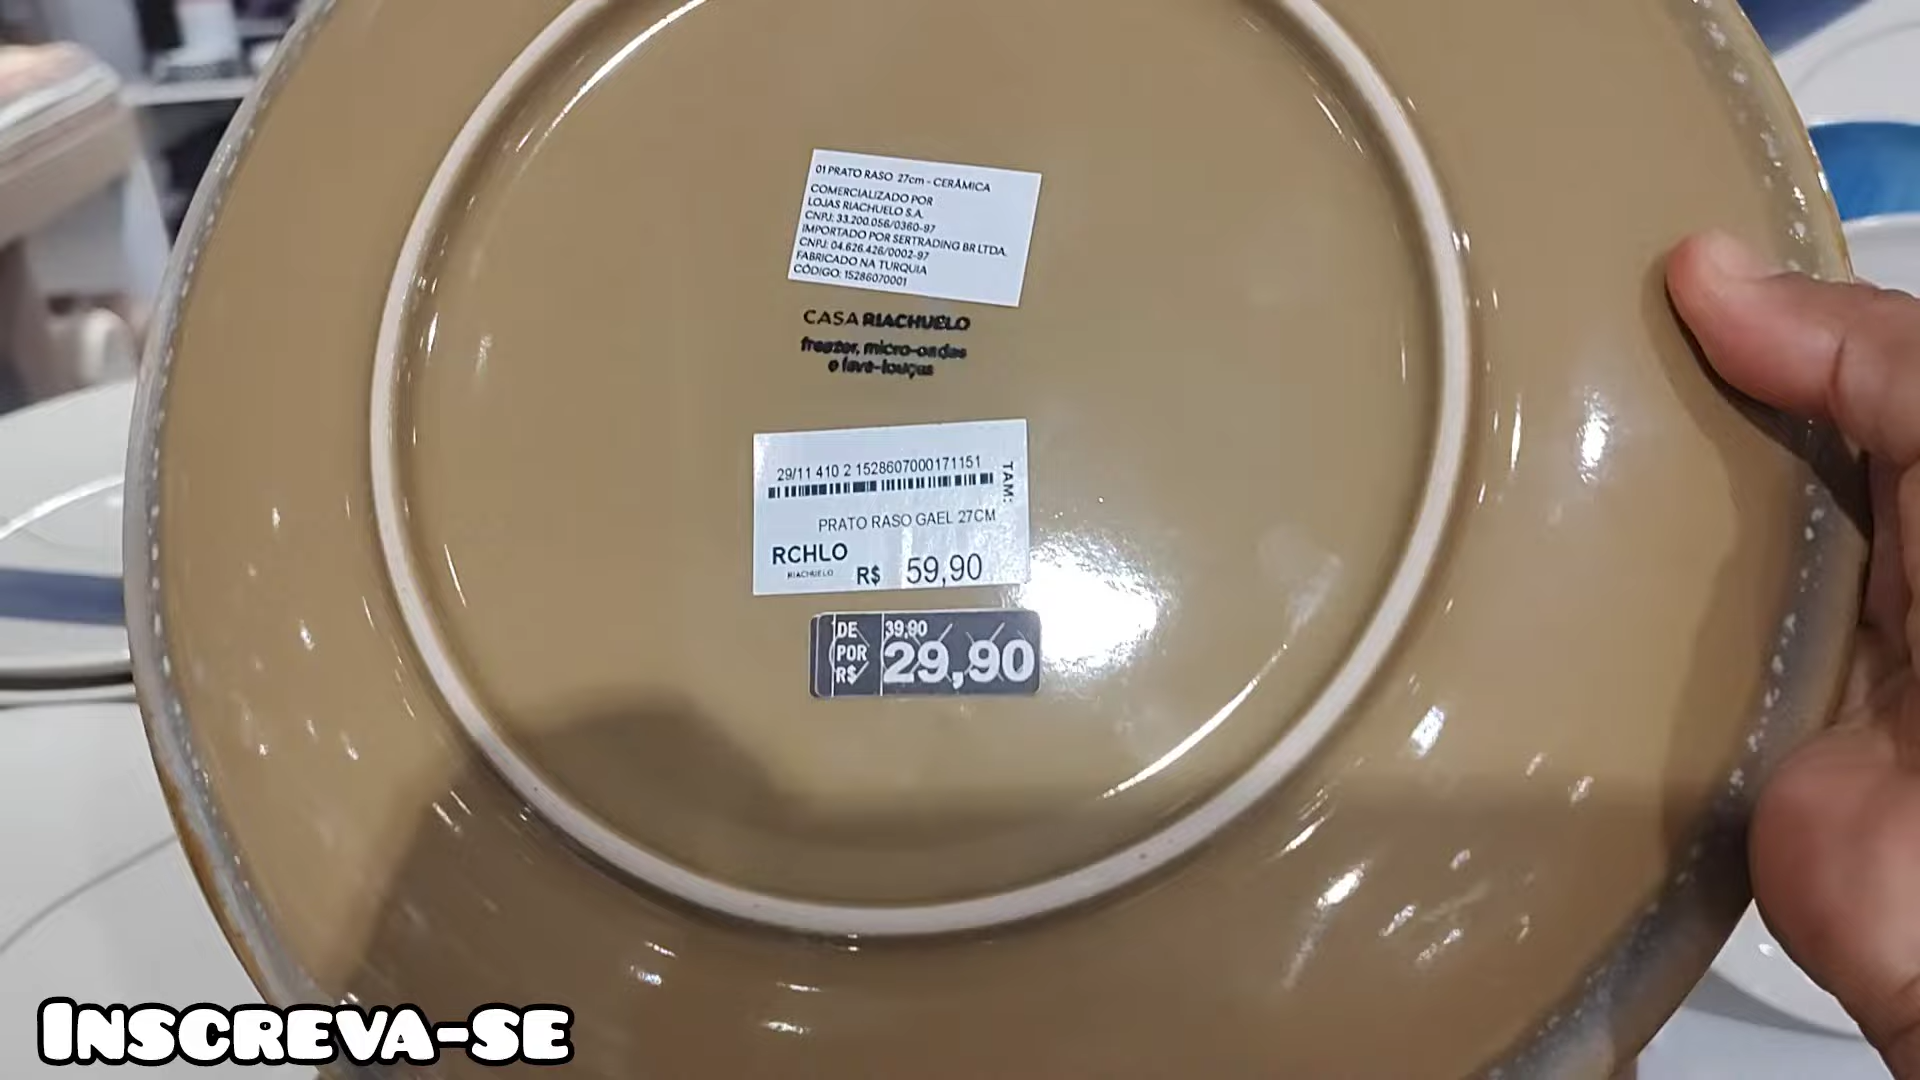 01 PRATO RASO 27cm - CERÂMICA
COMERCIALIZADO POR
LOJAS RIACHUELO S.A.
CNPJ: 33.200.056/0360-97
IMPORTADO POR SERTRADING BR LTDA.
CNPJ: 04.626.426/0002-97
FABRICADO NA TURQUIA
CÓDIGO: 15286070001
CASA RIACHUELO
freezer, micro-ondas
e lava-louças
29/11 410 2 1528607000171151
TAM:
PRATO RASO GAEL 27CM
RCHLO
RIACHUELO
R$ 59,90
DE 39,90
POR
R$ 29,90
INSCREVA-SE